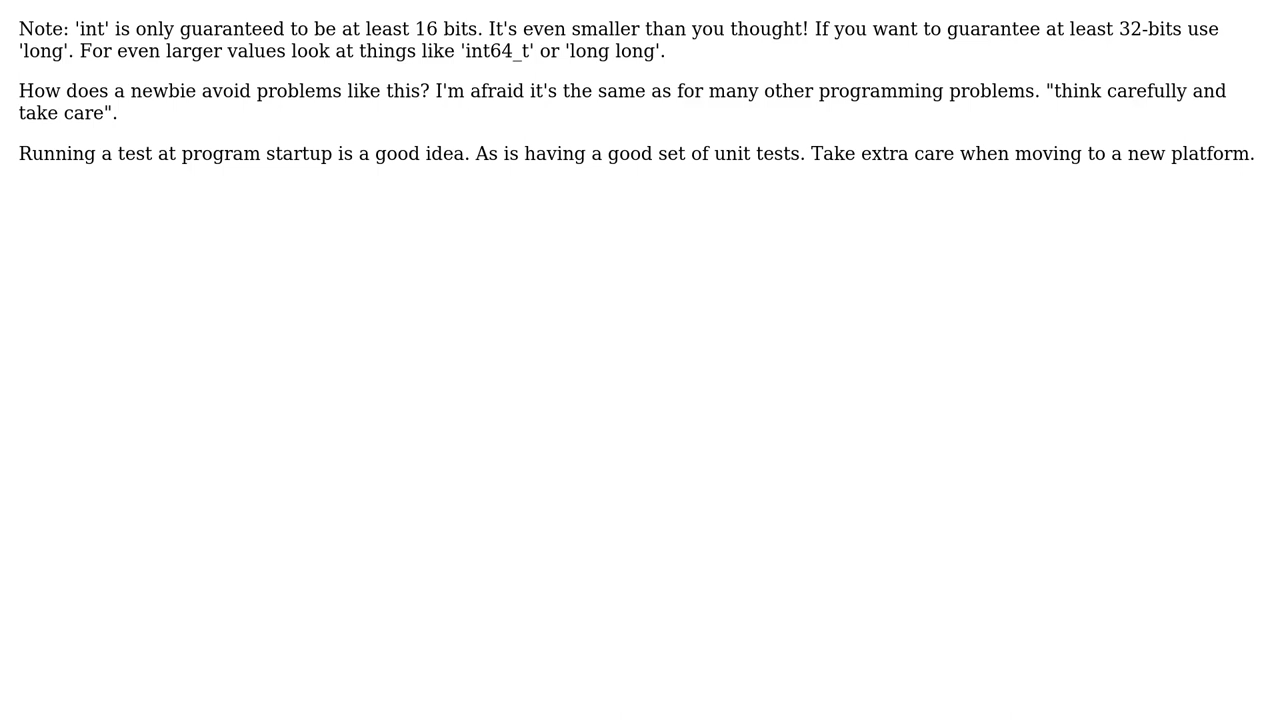 Note: 'int' is only guaranteed to be at least 16 bits. It's even smaller than you thought! If you want to guarantee at least 32-bits use
'long'. For even larger values look at things like 'int64_t' or 'long long'.
How does a newbie avoid problems like this? I'm afraid it's the same as for many other programming problems. "think carefully and
take care".
Running a test at program startup is a good idea. As is having a good set of unit tests. Take extra care when moving to a new platform.